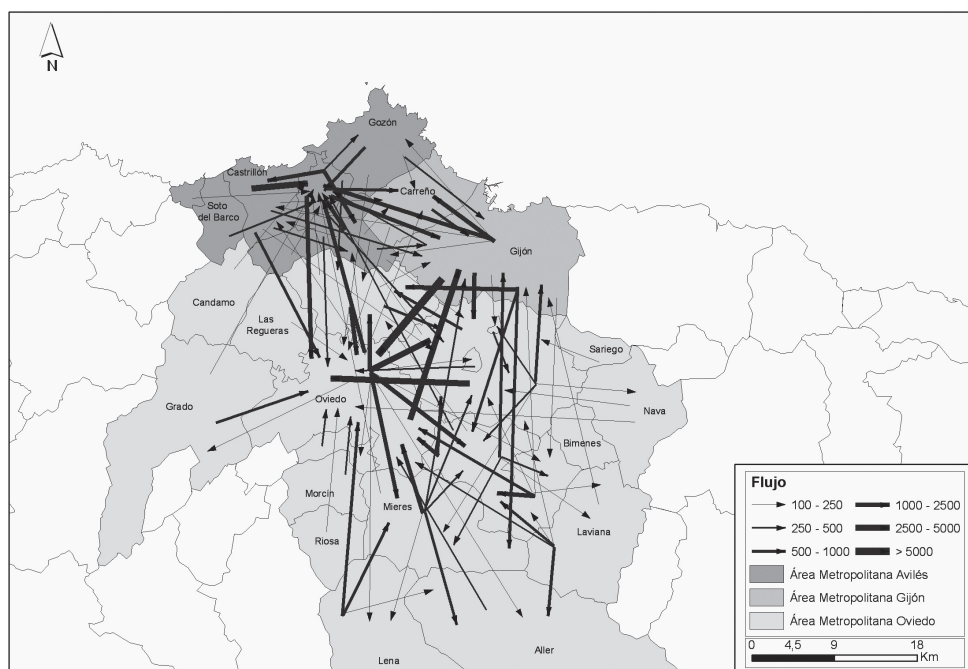 N
Gozón
Castrillón
Carreño
Soto
del Barco
Gijón
Candamo
Las
Regueras
Sariego
Grado
Oviedo
Nava
Bimenes
Morcín
Mieres
Riosa
Laviana
Aller
Lena
Flujo
100 - 250
1000 - 2500
250 - 500
2500 - 5000
500 - 1000
> 5000
Área Metropolitana Avilés
Área Metropolitana Gijón
Área Metropolitana Oviedo
0 4,5 9 18
Km